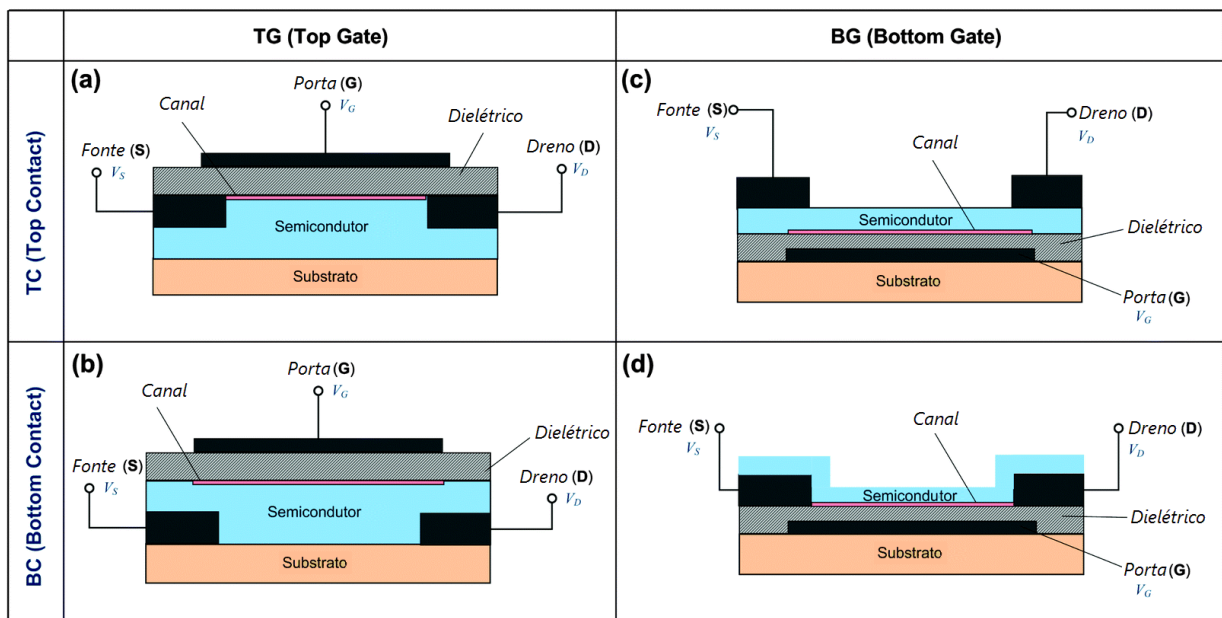 TG (Top Gate)
BG (Bottom Gate)
TC (Top Contact)
(a)
Porta (G)
V_G
Canal
Dielétrico
Fonte (S)
V_S
Dreno (D)
V_D
Semicondutor
Substrato
(c)
Fonte (S)
V_S
Dreno (D)
V_D
Canal
Semicondutor
Dielétrico
Substrato
Porta (G)
V_G
BC (Bottom Contact)
(b)
Porta (G)
V_G
Canal
Dielétrico
Fonte (S)
V_S
Dreno (D)
V_D
Semicondutor
Substrato
(d)
Fonte (S)
V_S
Canal
Dreno (D)
V_D
Semicondutor
Dielétrico
Substrato
Porta (G)
V_G